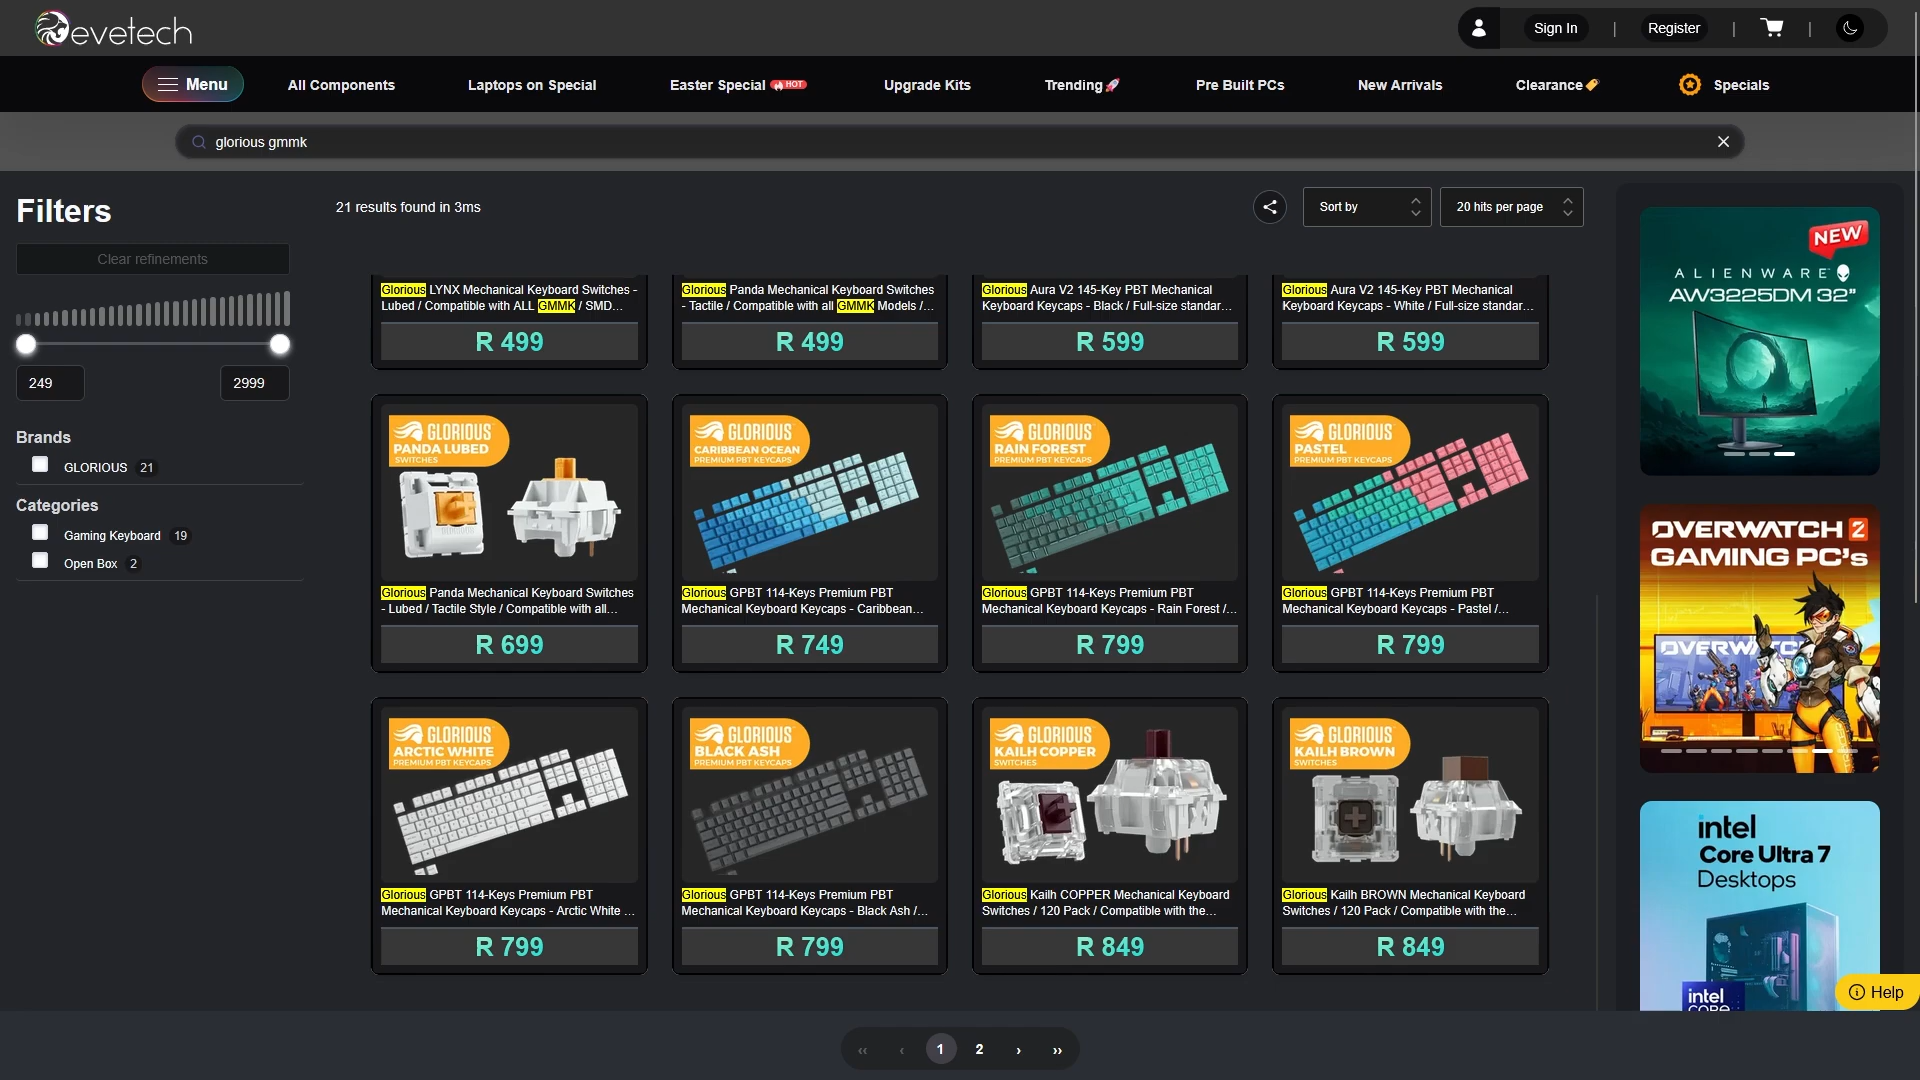 evetech
Sign In | Register | |
Menu
All Components
Laptops on Special
Easter Special HOT
Upgrade Kits
Trending
Pre Built PCs
New Arrivals
Clearance
Specials
glorious gmmk
Filters
Clear refinements
249
2999
Brands
GLORIOUS 21
Categories
Gaming Keyboard 19
Open Box 2
21 results found in 3ms
Sort by
20 hits per page
Glorious LYNX Mechanical Keyboard Switches -
Lubed / Compatible with ALL GMMK / SMD...
R 499
Glorious Panda Mechanical Keyboard Switches
- Tactile / Compatible with all GMMK Models /...
R 499
Glorious Aura V2 145-Key PBT Mechanical
Keyboard Keycaps - Black / Full-size standar...
R 599
Glorious Aura V2 145-Key PBT Mechanical
Keyboard Keycaps - White / Full-size standar...
R 599
GLORIOUS
PANDA LUBED
SWITCHES
Glorious Panda Mechanical Keyboard Switches
- Lubed / Tactile Style / Compatible with all...
R 699
GLORIOUS
CARIBBEAN OCEAN
PREMIUM PBT KEYCAPS
Glorious GPBT 114-Keys Premium PBT
Mechanical Keyboard Keycaps - Caribbean...
R 749
GLORIOUS
RAIN FOREST
PREMIUM PBT KEYCAPS
Glorious GPBT 114-Keys Premium PBT
Mechanical Keyboard Keycaps - Rain Forest /...
R 799
GLORIOUS
PASTEL
PREMIUM PBT KEYCAPS
Glorious GPBT 114-Keys Premium PBT
Mechanical Keyboard Keycaps - Pastel /...
R 799
GLORIOUS
ARCTIC WHITE
PREMIUM PBT KEYCAPS
Glorious GPBT 114-Keys Premium PBT
Mechanical Keyboard Keycaps - Arctic White ...
R 799
GLORIOUS
BLACK ASH
PREMIUM PBT KEYCAPS
Glorious GPBT 114-Keys Premium PBT
Mechanical Keyboard Keycaps - Black Ash /...
R 799
GLORIOUS
KAILH COPPER
SWITCHES
Glorious Kailh COPPER Mechanical Keyboard
Switches / 120 Pack / Compatible with the...
R 849
GLORIOUS
KAILH BROWN
SWITCHES
Glorious Kailh BROWN Mechanical Keyboard
Switches / 120 Pack / Compatible with the...
R 849
NEW
ALIENWARE
AW3225DM 32”
OVERWATCH 2
GAMING PC's
OVERWATC
intel
Core Ultra 7
Desktops
intel
CORE
Help
‹‹ ‹ 1 2 › ››